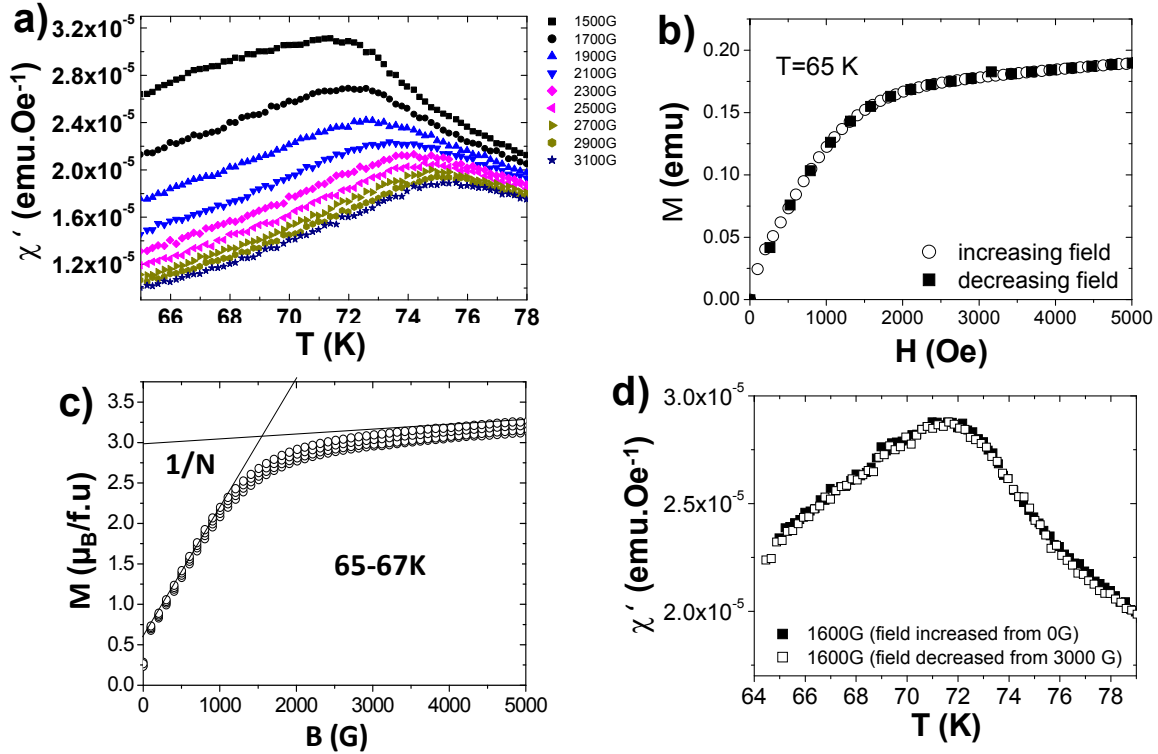 a)
3.2x10⁻⁵
2.8x10⁻⁵
2.4x10⁻⁵
2.0x10⁻⁵
1.6x10⁻⁵
1.2x10⁻⁵
χ ‘ (emu.Oe⁻¹)
66 68 70 72 74 76 78
T (K)
1500G
1700G
1900G
2100G
2300G
2500G
2700G
2900G
3100G
b)
T=65 K
0.20
0.15
0.10
0.05
0.00
M (emu)
increasing field
decreasing field
0 1000 2000 3000 4000 5000
H (Oe)
c)
3.5
3.0
2.5
2.0
1.5
1.0
0.5
0.0
M (μB/f.u)
1/N
65-67K
0 1000 2000 3000 4000 5000
B (G)
d)
3.0x10⁻⁵
2.5x10⁻⁵
2.0x10⁻⁵
χ ‘ (emu.Oe⁻¹)
1600G (field increased from 0G)
1600G (field decreased from 3000 G)
64 66 68 70 72 74 76 78
T (K)